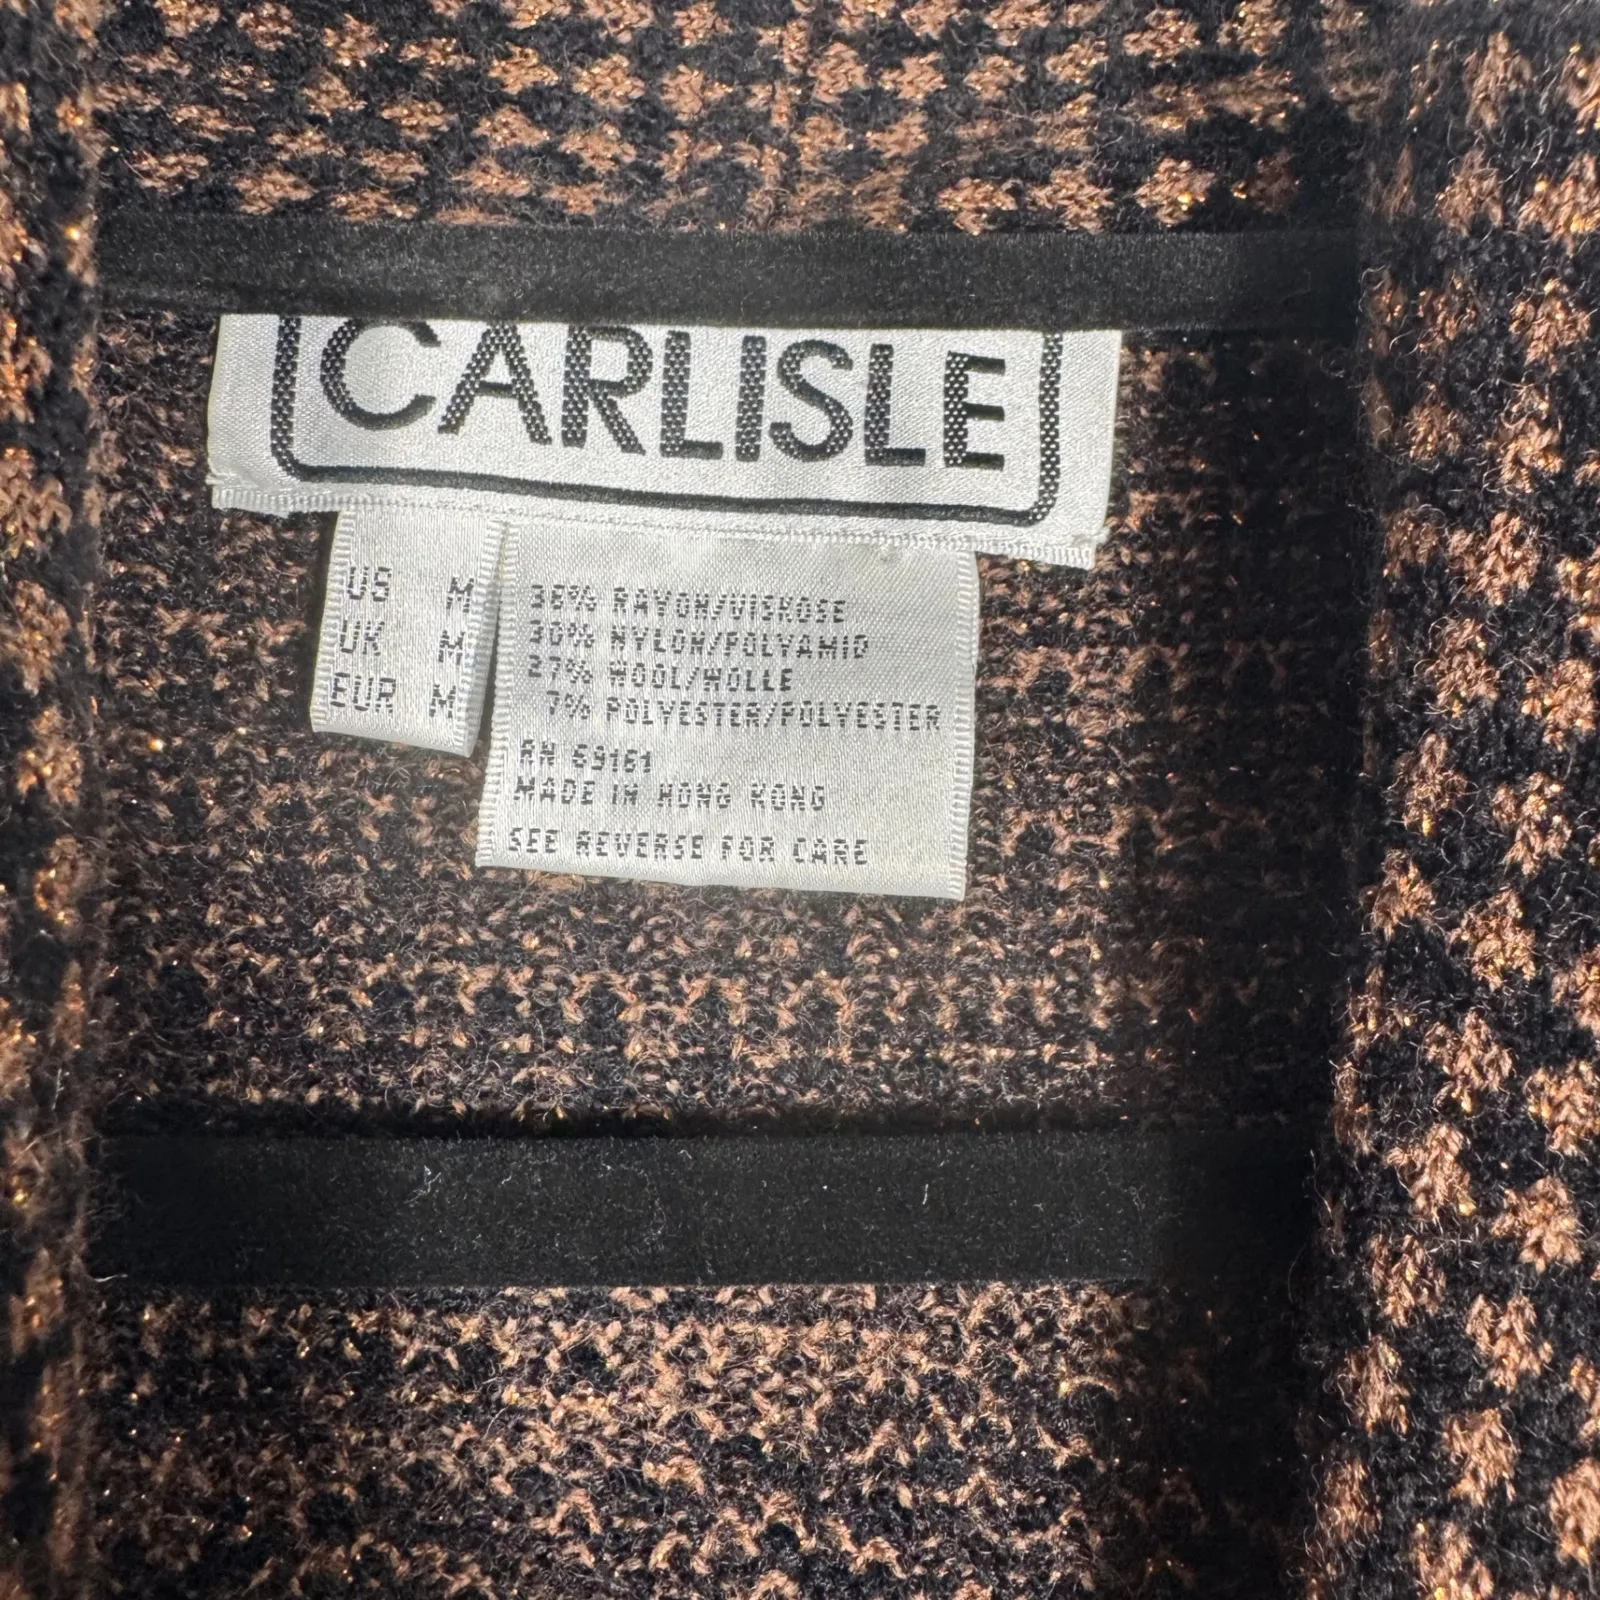 CARLISLE
US M
UK M
EUR M
36% RAYON/VISKOSE
30% NYLON/POLYAMID
27% WOOL/WOLLE
7% POLYESTER/POLYESTER
RN 69161
MADE IN HONG KONG
SEE REVERSE FOR CARE